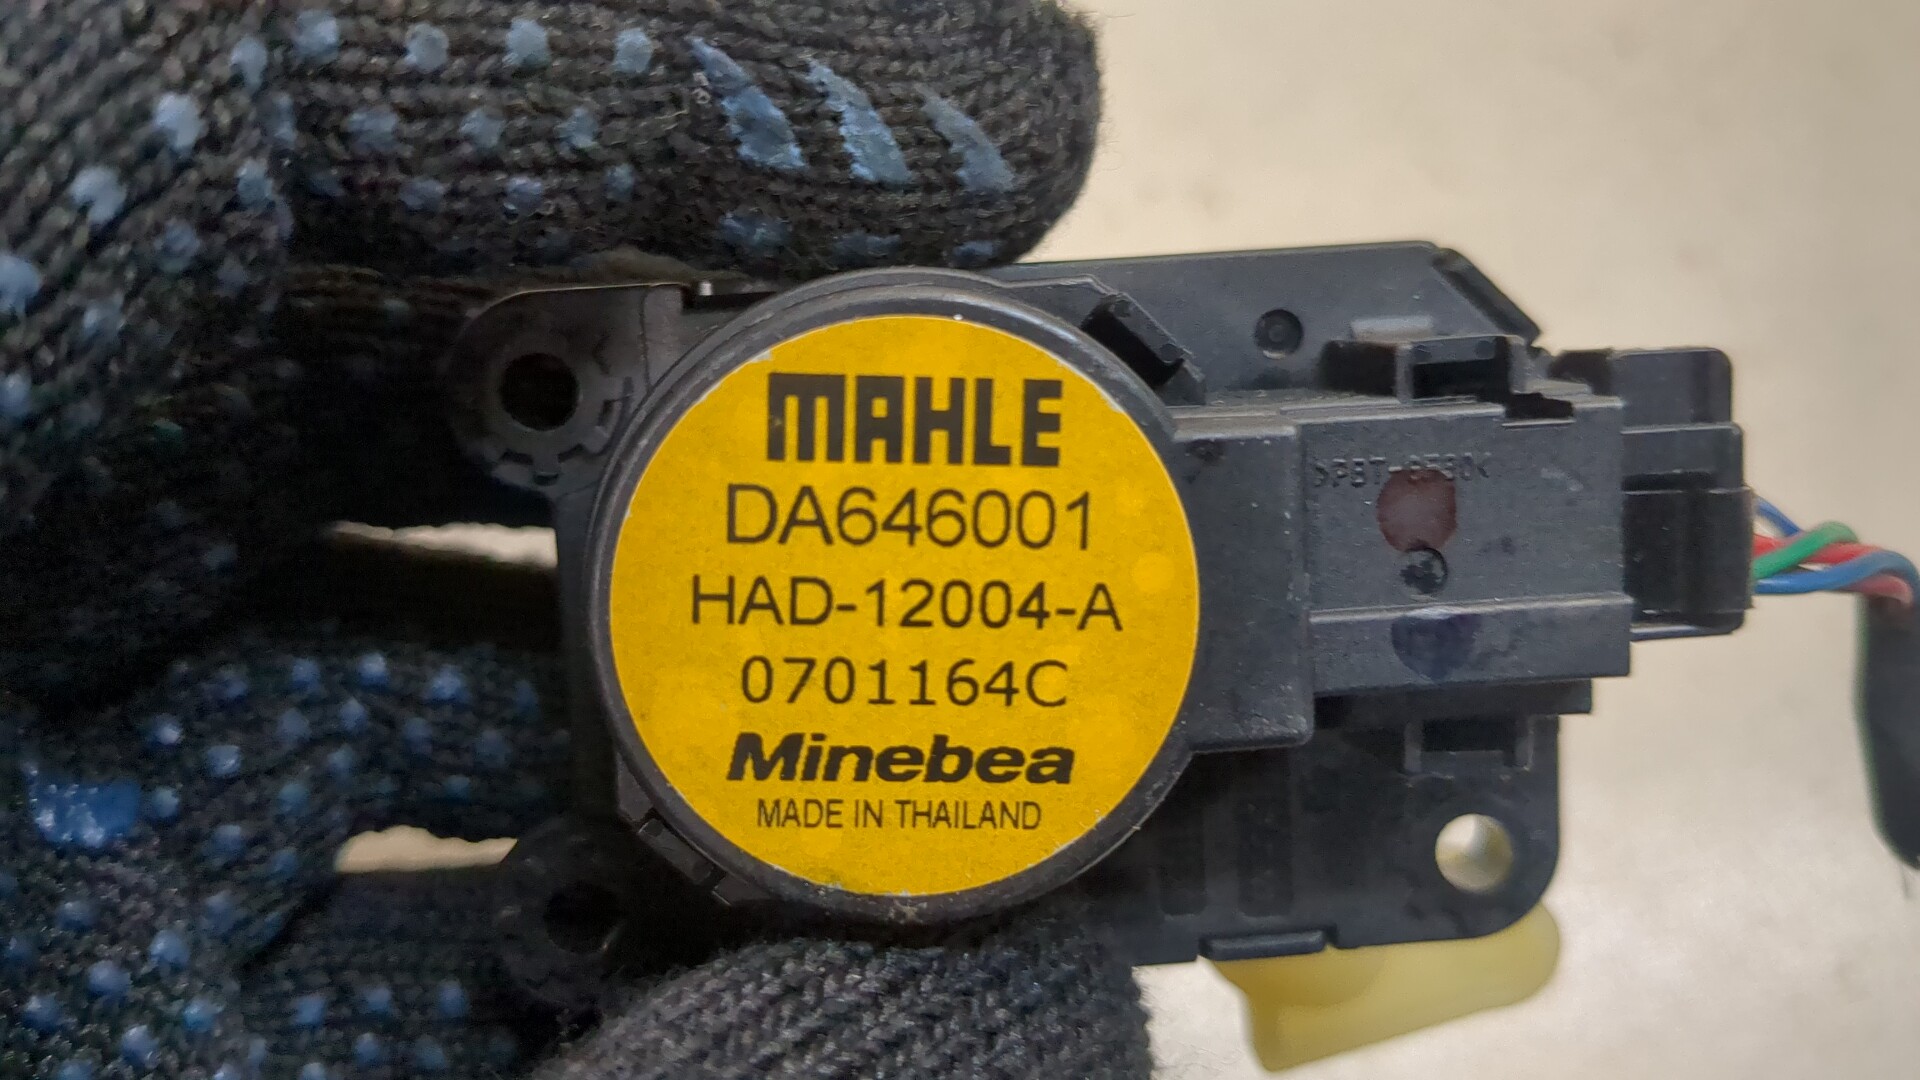 MAHLE
DA646001
HAD-12004-A
0701164C
Minebea
MADE IN THAILAND